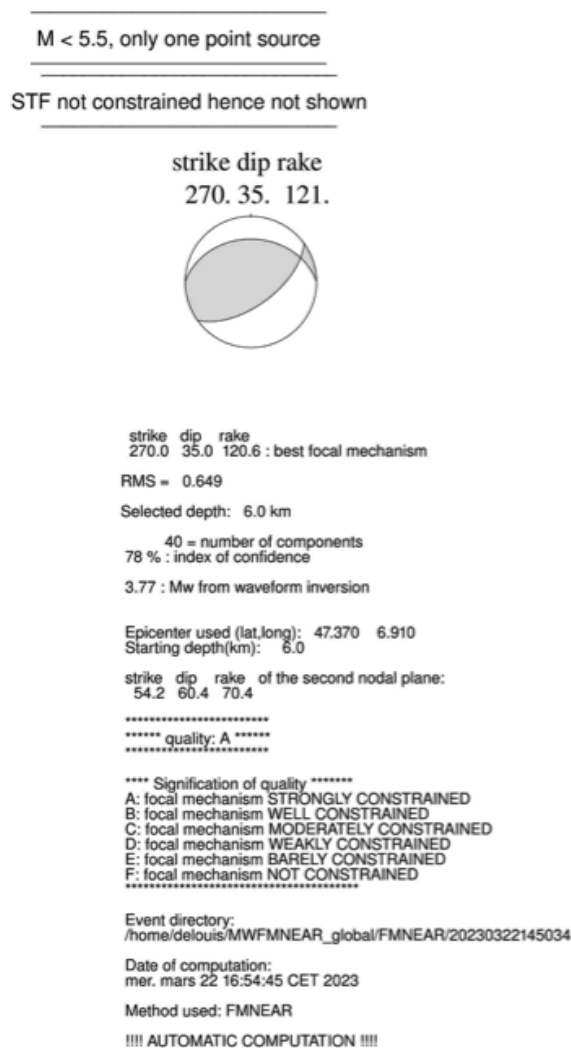 M < 5.5, only one point source
STF not constrained hence not shown
strike dip rake
270. 35. 121.
strike dip rake
270.0 35.0 120.6 : best focal mechanism
RMS = 0.649
Selected depth: 6.0 km
40 = number of components
78 % : index of confidence
3.77 : Mw from waveform inversion
Epicenter used (lat,long): 47.370 6.910
Starting depth(km): 6.0
strike dip rake of the second nodal plane:
54.2 60.4 70.4
************************
****** quality: A ******
************************
**** Signification of quality *******
A: focal mechanism STRONGLY CONSTRAINED
B: focal mechanism WELL CONSTRAINED
C: focal mechanism MODERATELY CONSTRAINED
D: focal mechanism WEAKLY CONSTRAINED
E: focal mechanism BARELY CONSTRAINED
F: focal mechanism NOT CONSTRAINED
***************************************
Event directory:
/home/delouis/MWFMNEAR_global/FMNEAR/20230322145034
Date of computation:
mer. mars 22 16:54:45 CET 2023
Method used: FMNEAR
!!!! AUTOMATIC COMPUTATION !!!!